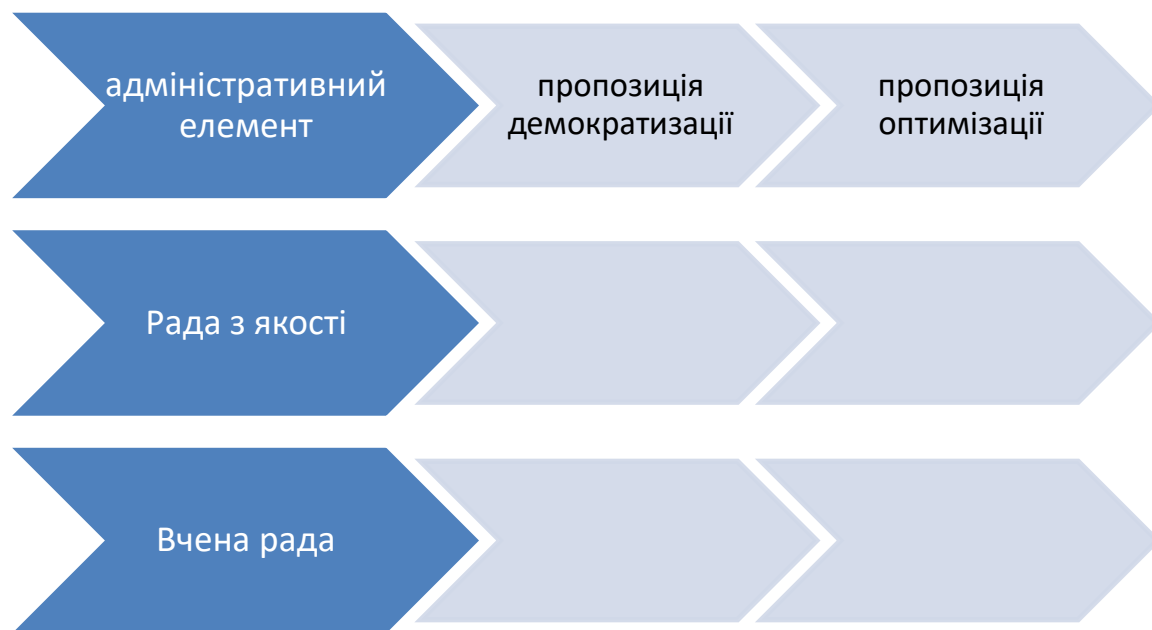 адміністративний
елемент
пропозиція
демократизації
пропозиція
оптимізації
Рада з якості
Вчена рада